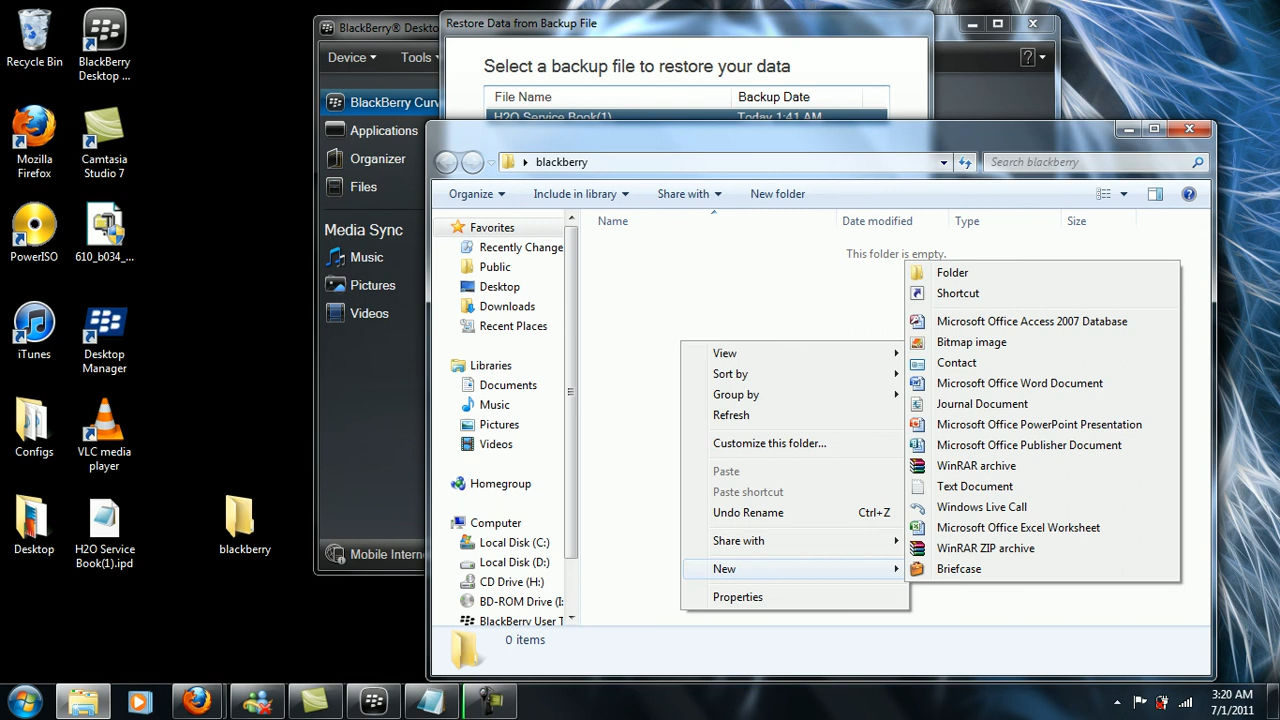 Recycle Bin
BlackBerry
Desktop ...
Mozilla
Firefox
Camtasia
Studio 7
PowerISO
610_b034_...
iTunes
Desktop
Manager
Configs
VLC media
player
Desktop
H2O Service
Book(1).ipd
blackberry
BlackBerry® Deskto
Device
Tools
?
BlackBerry Curv
Applications
Organizer
Files
Media Sync
Music
Pictures
Videos
Mobile Intern
Restore Data from Backup File
Select a backup file to restore your data
File Name
Backup Date
H2O Service Book(1)
Today 1:41 AM
blackberry
Search blackberry
Organize
Include in library
Share with
New folder
Favorites
Recently Change
Public
Desktop
Downloads
Recent Places
Libraries
Documents
Music
Pictures
Videos
Homegroup
Computer
Local Disk (C:)
Local Disk (D:)
CD Drive (H:)
BD-ROM Drive (I:
BlackBerry User T
Name
Date modified
Type
Size
This folder is empty.
View
Sort by
Group by
Refresh
Customize this folder...
Paste
Paste shortcut
Undo Rename Ctrl+Z
Share with
New
Properties
Folder
Shortcut
Microsoft Office Access 2007 Database
Bitmap image
Contact
Microsoft Office Word Document
Journal Document
Microsoft Office PowerPoint Presentation
Microsoft Office Publisher Document
WinRAR archive
Text Document
Windows Live Call
Microsoft Office Excel Worksheet
WinRAR ZIP archive
Briefcase
0 items
3:20 AM
7/1/2011